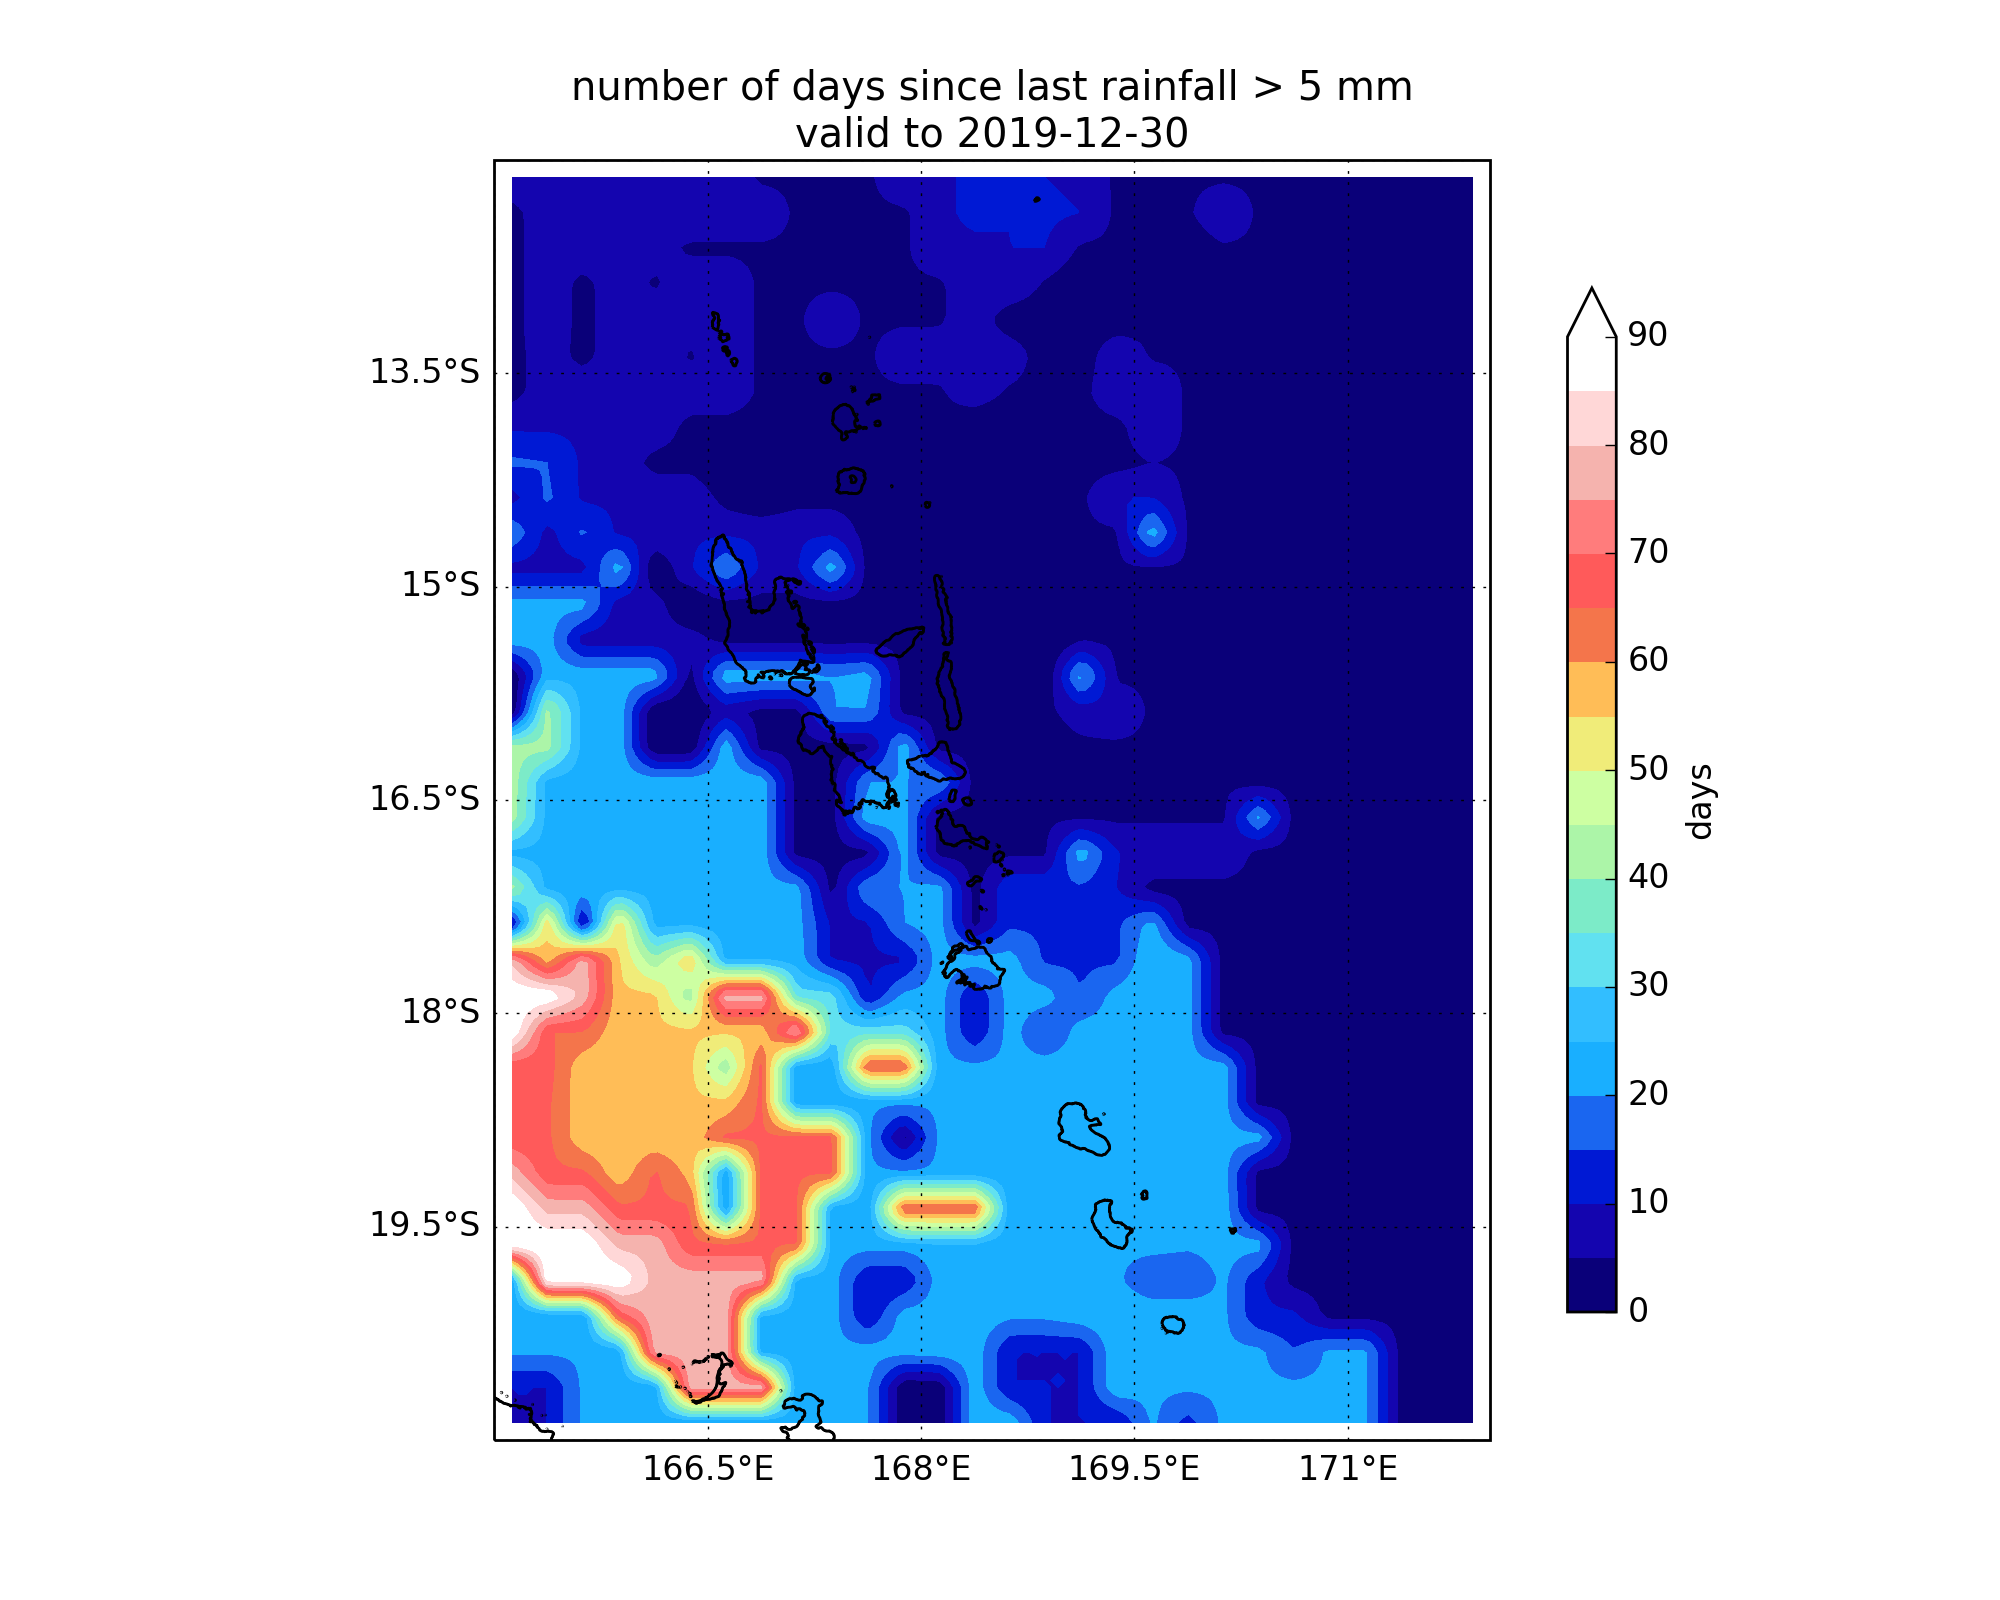 number of days since last rainfall > 5 mm
valid to 2019-12-30
13.5°S
15°S
16.5°S
18°S
19.5°S
166.5°E
168°E
169.5°E
171°E
90
80
70
60
50
40
30
20
10
0
days